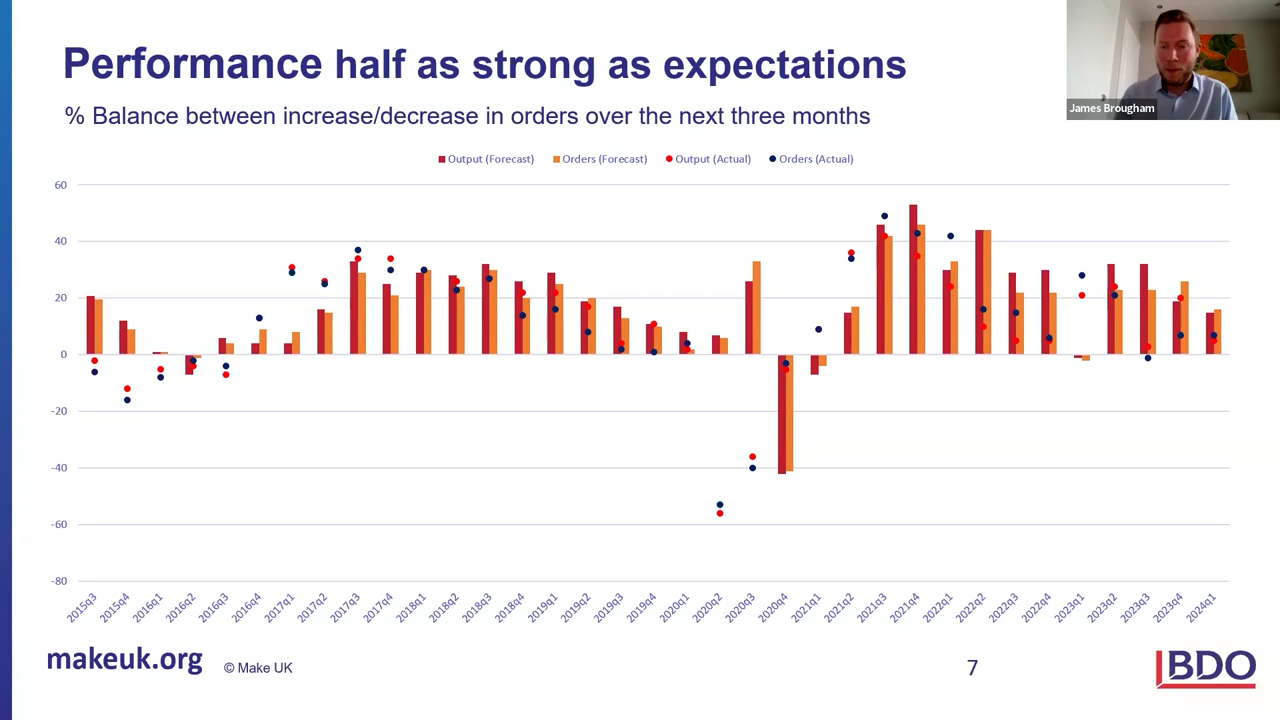 Performance half as strong as expectations
% Balance between increase/decrease in orders over the next three months
James Brougham
Output (Forecast) Orders (Forecast) Output (Actual) Orders (Actual)
60
40
20
0
-20
-40
-60
-80
2015q3 2015q4 2016q1 2016q2 2016q3 2016q4 2017q1 2017q2 2017q3 2017q4 2018q1 2018q2 2018q3 2018q4 2019q1 2019q2 2019q3 2019q4 2020q1 2020q2 2020q3 2020q4 2021q1 2021q2 2021q3 2021q4 2022q1 2022q2 2022q3 2022q4 2023q1 2023q2 2023q3 2023q4 2024q1
makeuk.org © Make UK 7 BDO